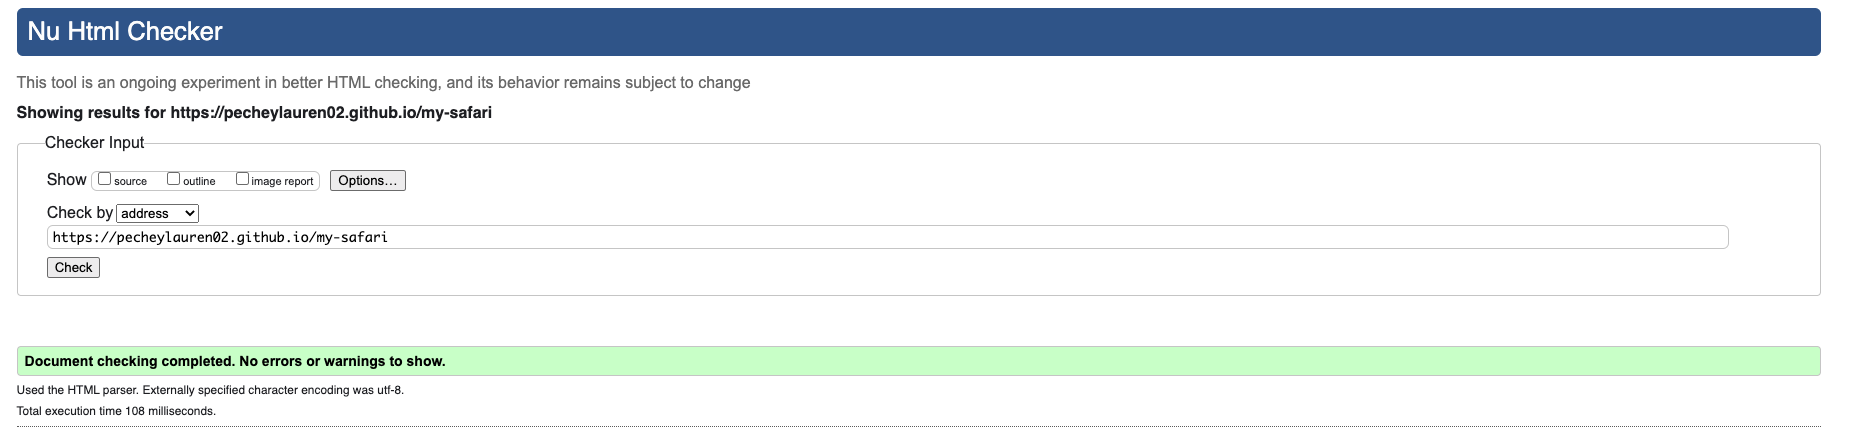 Nu Html Checker
This tool is an ongoing experiment in better HTML checking, and its behavior remains subject to change
Showing results for https://pecheylauren02.github.io/my-safari
Checker Input
Show source outline image report Options...
Check by address
https://pecheylauren02.github.io/my-safari
Check
Document checking completed. No errors or warnings to show.
Used the HTML parser. Externally specified character encoding was utf-8.
Total execution time 108 milliseconds.